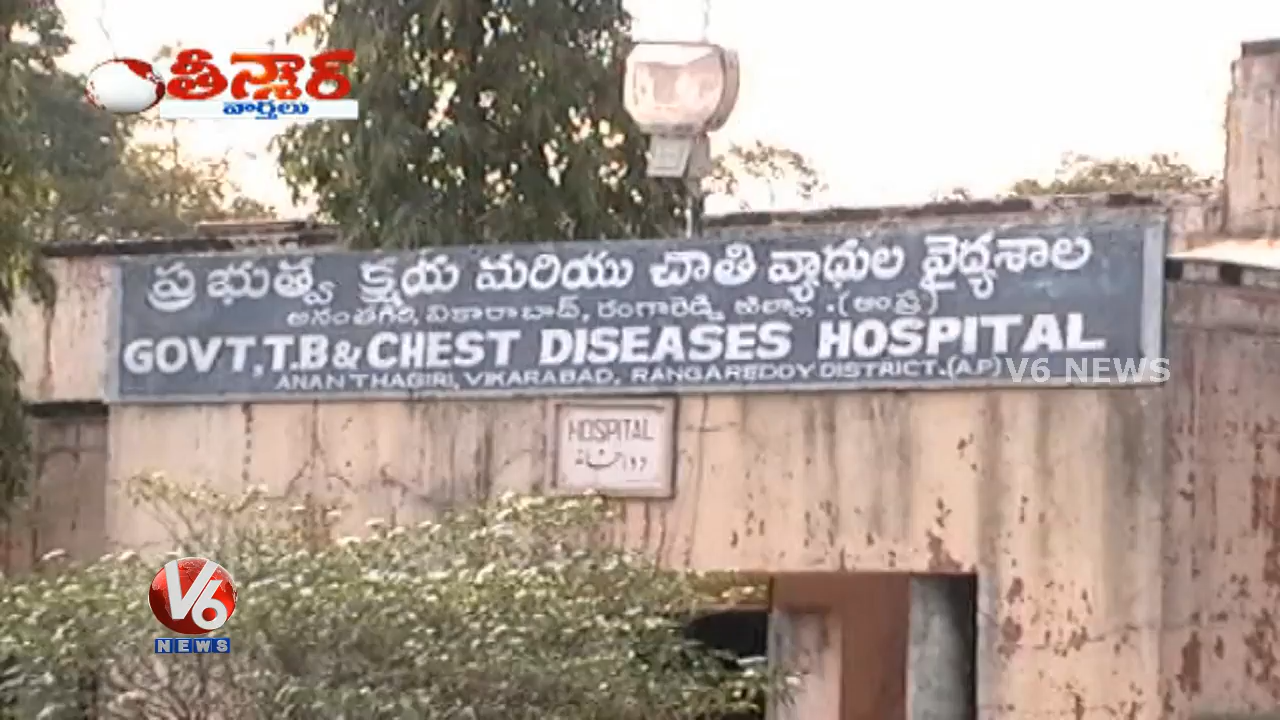 తీన్మార్
వార్తలు
ప్రభుత్వ క్షయ మరియు చాతి వ్యాధుల వైద్యశాల
అనంతగిరి, వికారాబాద్, రంగారెడ్డి జిల్లా .(ఆం.ప్ర)
GOVT,T.B & CHEST DISEASES HOSPITAL
ANANTHAGIRI, VIKARABAD, RANGAREDDY DISTRICT.(A.P)
V6 NEWS
HOSPITAL
دواخانہ
V6
NEWS